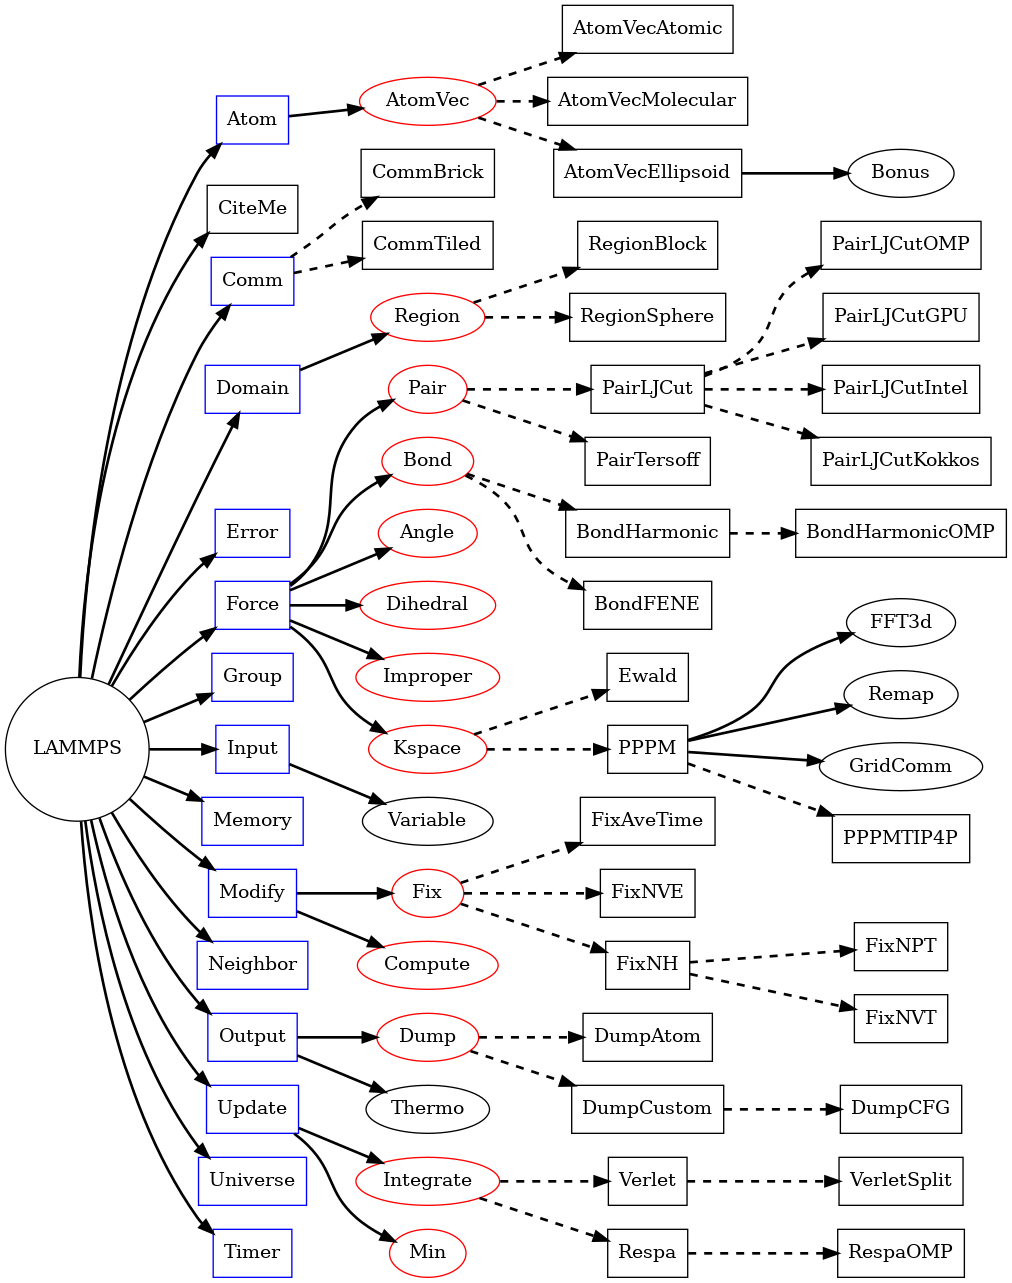 LAMMPS
Atom
CiteMe
Comm
Domain
Error
Force
Group
Input
Memory
Modify
Neighbor
Output
Update
Universe
Timer
AtomVec
CommBrick
CommTiled
Region
Pair
Bond
Angle
Dihedral
Improper
Kspace
Variable
Fix
Compute
Dump
Thermo
Integrate
Min
AtomVecAtomic
AtomVecMolecular
AtomVecEllipsoid
RegionBlock
RegionSphere
PairLJCut
PairTersoff
BondHarmonic
BondFENE
Ewald
PPPM
FixAveTime
FixNVE
FixNH
DumpAtom
DumpCustom
Verlet
Respa
Bonus
PairLJCutOMP
PairLJCutGPU
PairLJCutIntel
PairLJCutKokkos
BondHarmonicOMP
FFT3d
Remap
GridComm
PPPMTIP4P
FixNPT
FixNVT
DumpCFG
VerletSplit
RespaOMP